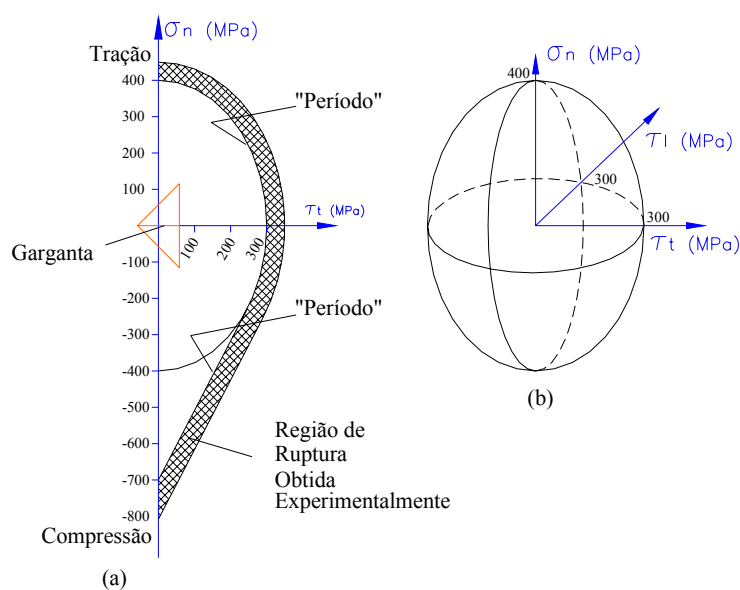 σn (MPa)
Tração
400
300
200
100
-100
-200
-300
-400
-500
-600
-700
-800
Compressão
"Período"
τt (MPa)
100
200
300
Garganta
"Período"
Região de
Ruptura
Obtida
Experimentalmente
(a)
σn (MPa)
400
τl (MPa)
300
300
τt (MPa)
(b)